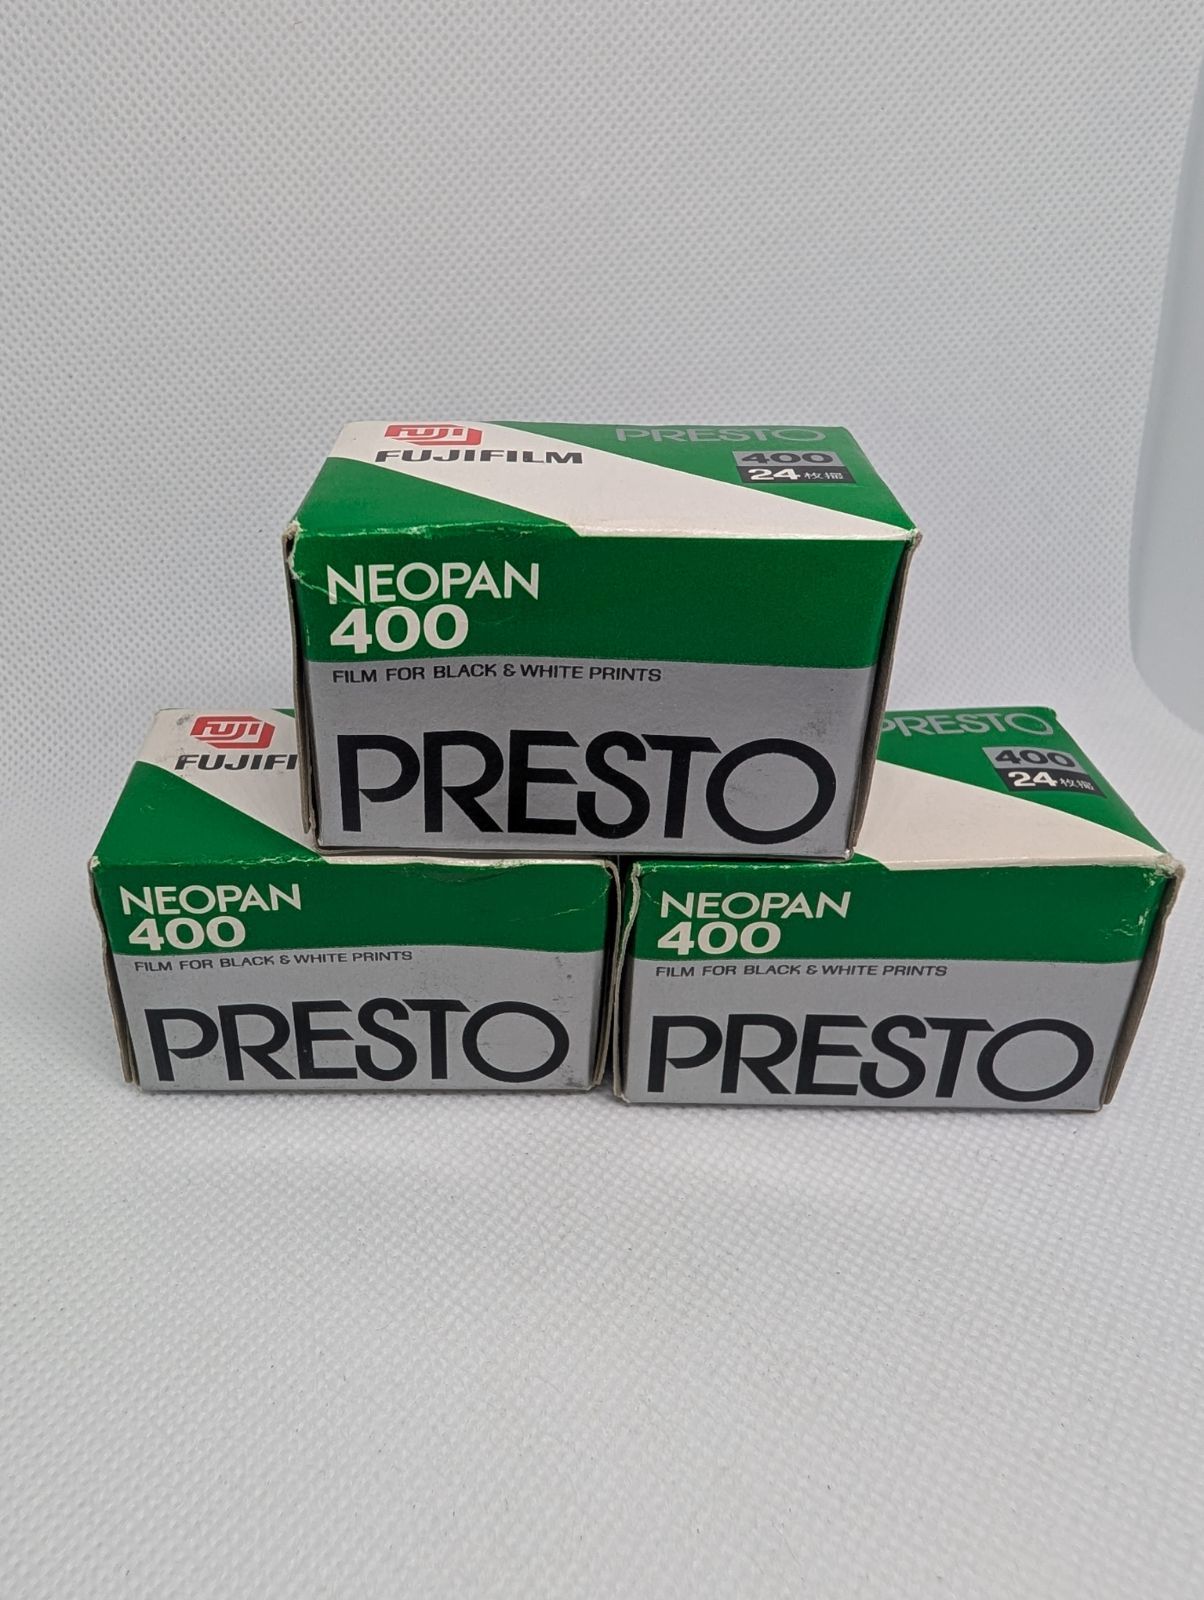 FUJI
FUJIFILM
PRESTO
400
24枚撮
NEOPAN
400
FILM FOR BLACK & WHITE PRINTS
PRESTO
FUJI
FUJIFI
NEOPAN
400
FILM FOR BLACK & WHITE PRINTS
PRESTO
PRESTO
400
24枚撮
NEOPAN
400
FILM FOR BLACK & WHITE PRINTS
PRESTO